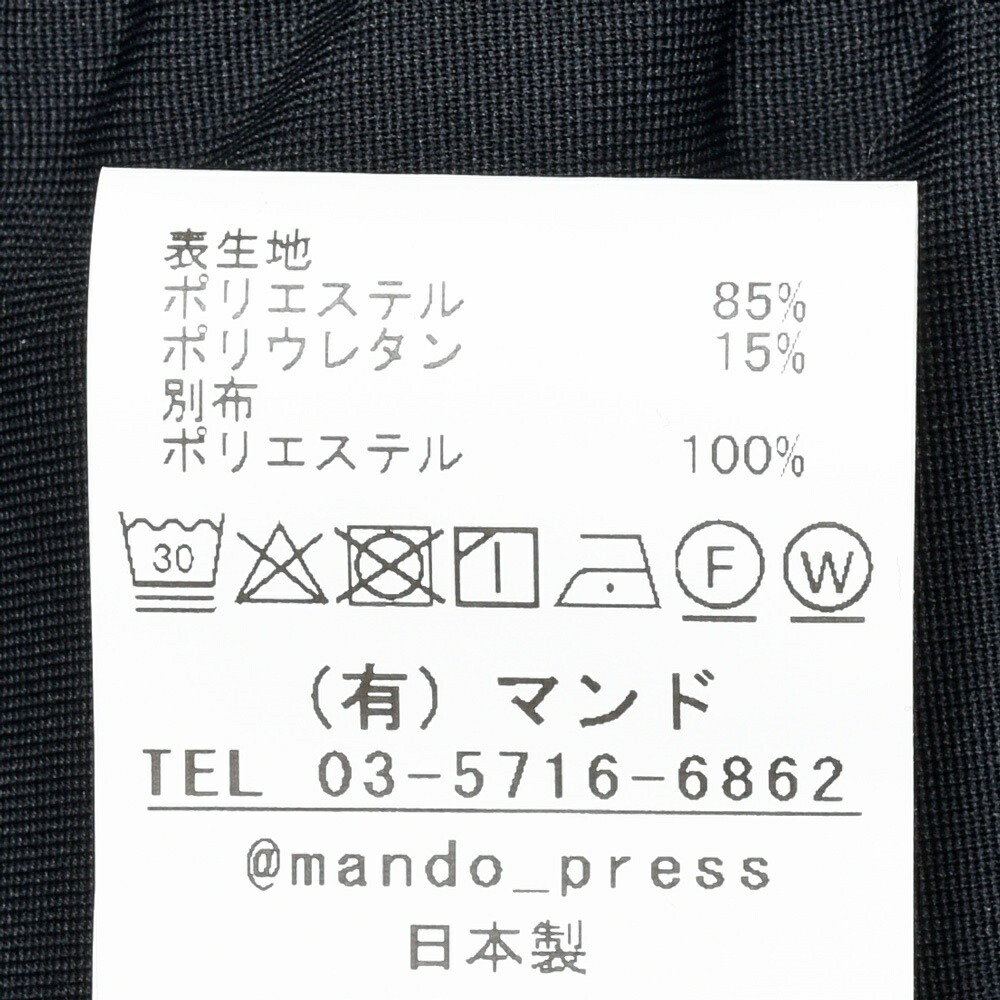 表生地
ポリエステル 85%
ポリウレタン 15%
別布
ポリエステル 100%
30 F W
(有) マンド
TEL 03-5716-6862
@mando_press
日本製